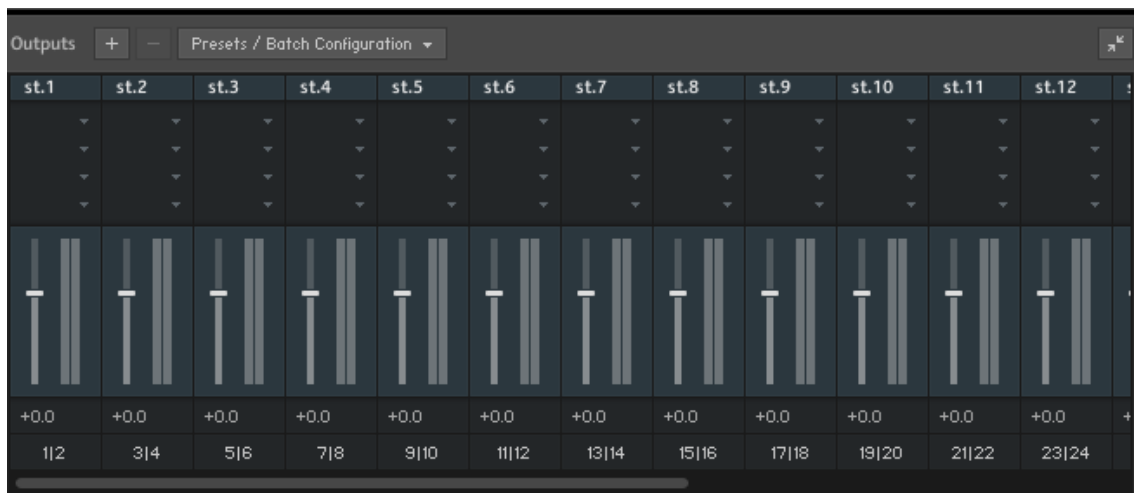 Outputs + − Presets / Batch Configuration
st.1 st.2 st.3 st.4 st.5 st.6 st.7 st.8 st.9 st.10 st.11 st.12
+0.0 +0.0 +0.0 +0.0 +0.0 +0.0 +0.0 +0.0 +0.0 +0.0 +0.0 +0.0
1|2 3|4 5|6 7|8 9|10 11|12 13|14 15|16 17|18 19|20 21|22 23|24